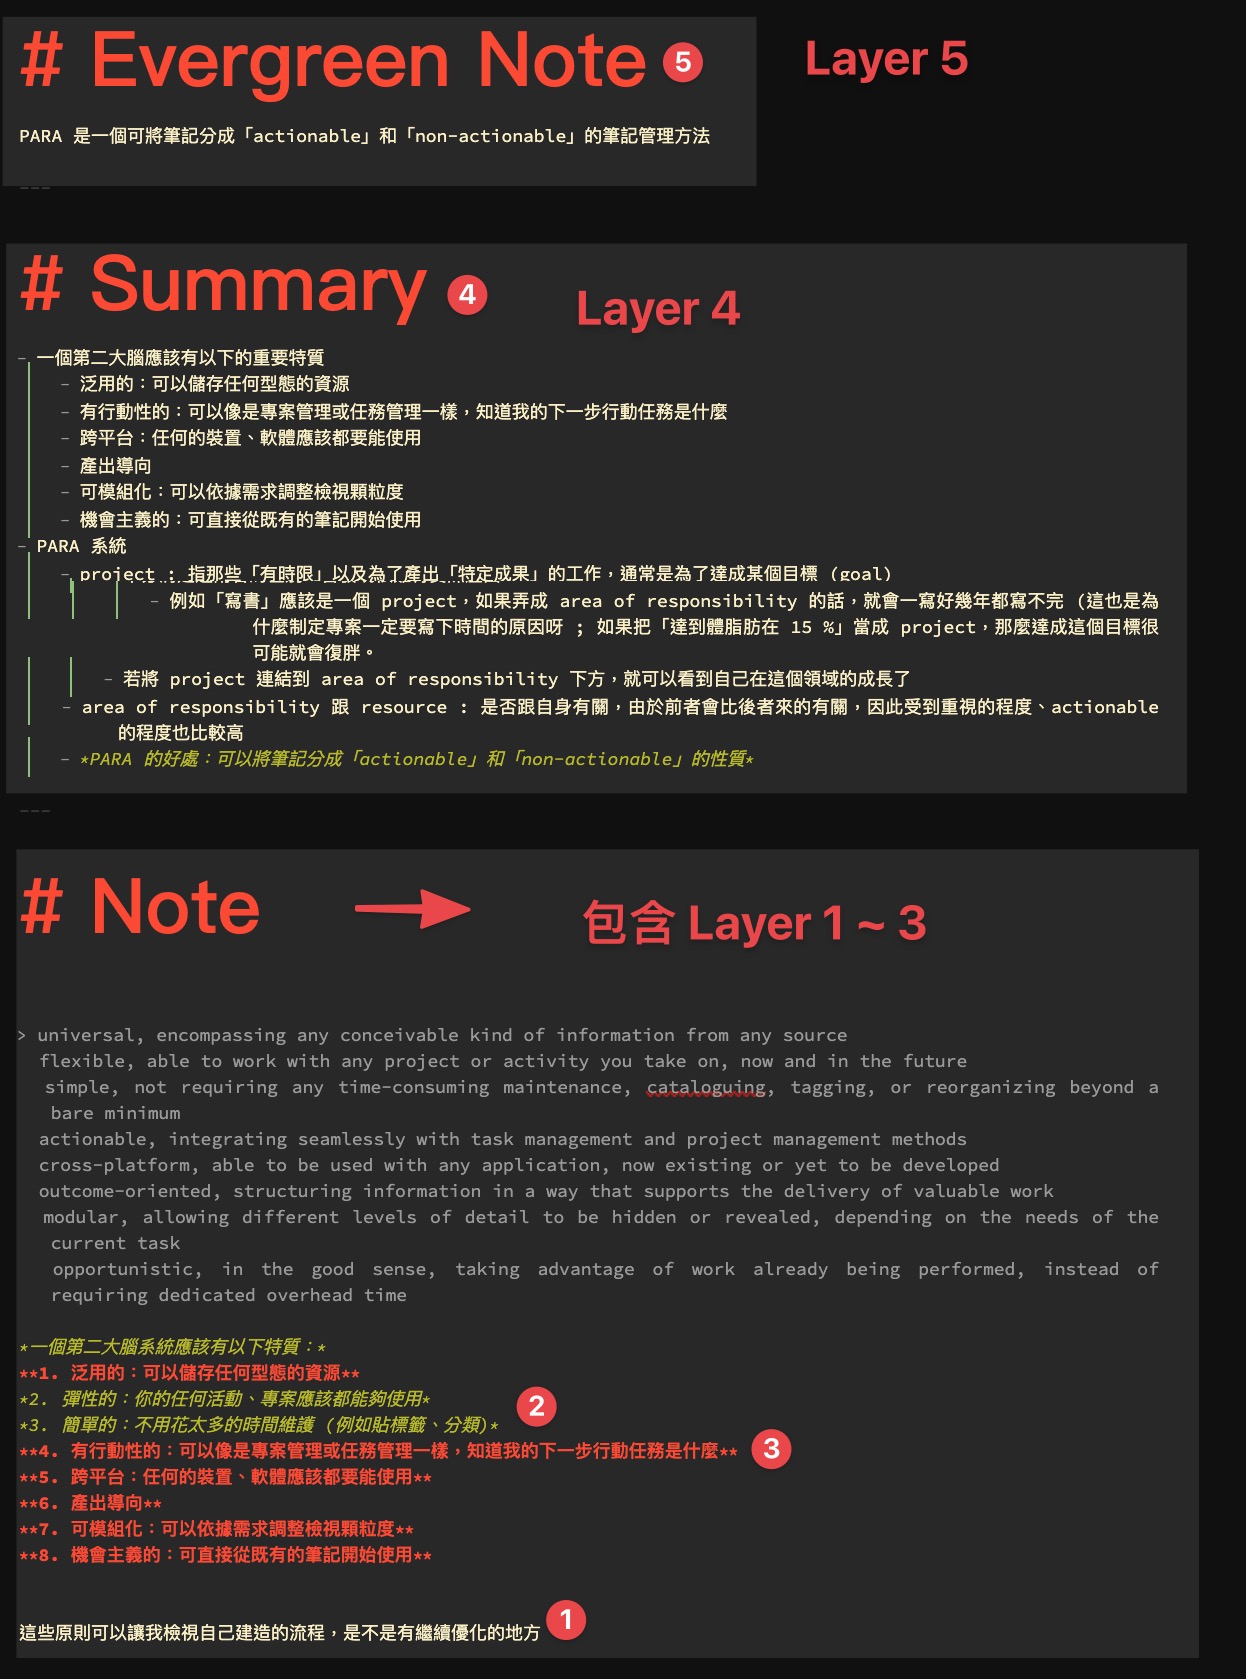 # Evergreen Note 5
Layer 5
PARA 是一個可將筆記分成「actionable」和「non-actionable」的筆記管理方法
---
# Summary 4
Layer 4
- 一個第二大腦應該有以下的重要特質
- 泛用的：可以儲存任何型態的資源
- 有行動性的：可以像是專案管理或任務管理一樣，知道我的下一步行動任務是什麼
- 跨平台：任何的裝置、軟體應該都要能使用
- 產出導向
- 可模組化：可以依據需求調整檢視顆粒度
- 機會主義的：可直接從既有的筆記開始使用
- PARA 系統
- project : 指那些「有時限」以及為了產出「特定成果」的工作，通常是為了達成某個目標 (goal)
- 例如「寫書」應該是一個 project，如果弄成 area of responsibility 的話，就會一寫好幾年都寫不完 (這也是為
什麼制定專案一定要寫下時間的原因呀 ; 如果把「達到體脂肪在 15 %」當成 project，那麼達成這個目標很
可能就會復胖。
- 若將 project 連結到 area of responsibility 下方，就可以看到自己在這個領域的成長了
- area of responsibility 跟 resource : 是否跟自身有關，由於前者會比後者來的有關，因此受到重視的程度、actionable
的程度也比較高
- *PARA 的好處：可以將筆記分成「actionable」和「non-actionable」的性質*
---
# Note
包含 Layer 1 ~ 3
> universal, encompassing any conceivable kind of information from any source
flexible, able to work with any project or activity you take on, now and in the future
simple, not requiring any time-consuming maintenance, cataloguing, tagging, or reorganizing beyond a
bare minimum
actionable, integrating seamlessly with task management and project management methods
cross-platform, able to be used with any application, now existing or yet to be developed
outcome-oriented, structuring information in a way that supports the delivery of valuable work
modular, allowing different levels of detail to be hidden or revealed, depending on the needs of the
current task
opportunistic, in the good sense, taking advantage of work already being performed, instead of
requiring dedicated overhead time
*一個第二大腦系統應該有以下特質：*
**1. 泛用的：可以儲存任何型態的資源**
*2. 彈性的：你的任何活動、專案應該都能夠使用*
2
*3. 簡單的：不用花太多的時間維護 (例如貼標籤、分類)*
**4. 有行動性的：可以像是專案管理或任務管理一樣，知道我的下一步行動任務是什麼** 3
**5. 跨平台：任何的裝置、軟體應該都要能使用**
**6. 產出導向**
**7. 可模組化：可以依據需求調整檢視顆粒度**
**8. 機會主義的：可直接從既有的筆記開始使用**
這些原則可以讓我檢視自己建造的流程，是不是有繼續優化的地方 1